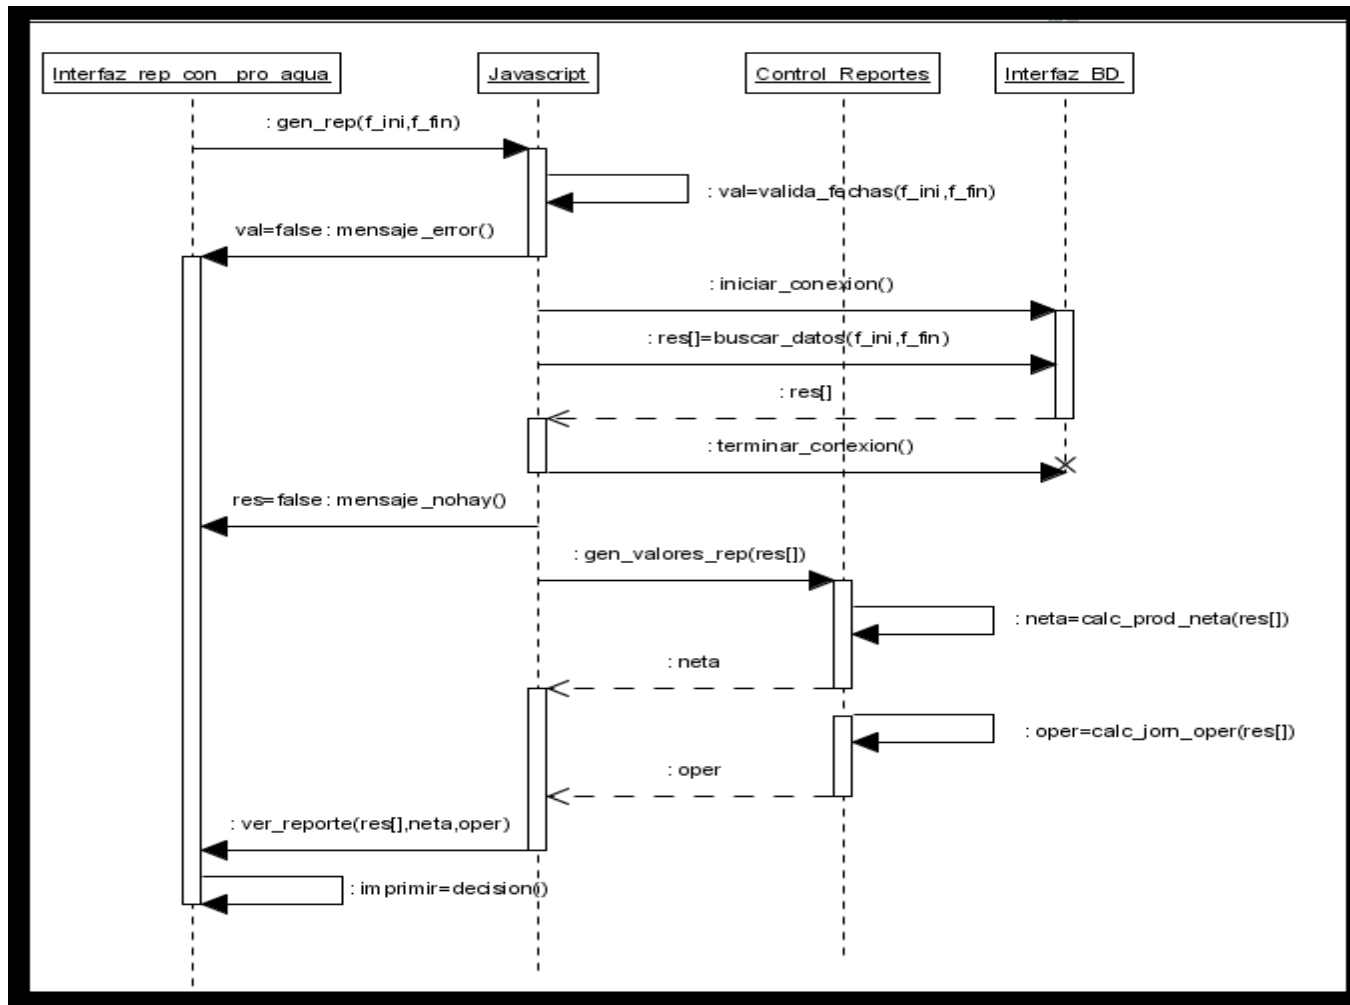 Interfaz_rep_con_pro_aqua
Javascript
Control_Reportes
Interfaz_BD
: gen_rep(f_ini,f_fin)
: val=valida_fechas(f_ini,f_fin)
val=false: mensaje_error()
: iniciar_conexion()
: res[]=buscar_datos(f_ini,f_fin)
: res[]
: terminar_conexion()
res=false: mensaje_nohay()
: gen_valores_rep(res[])
: neta=calc_prod_neta(res[])
: neta
: oper=calc_jorn_oper(res[])
: oper
: ver_reporte(res[],neta,oper)
: imprimir=decision()